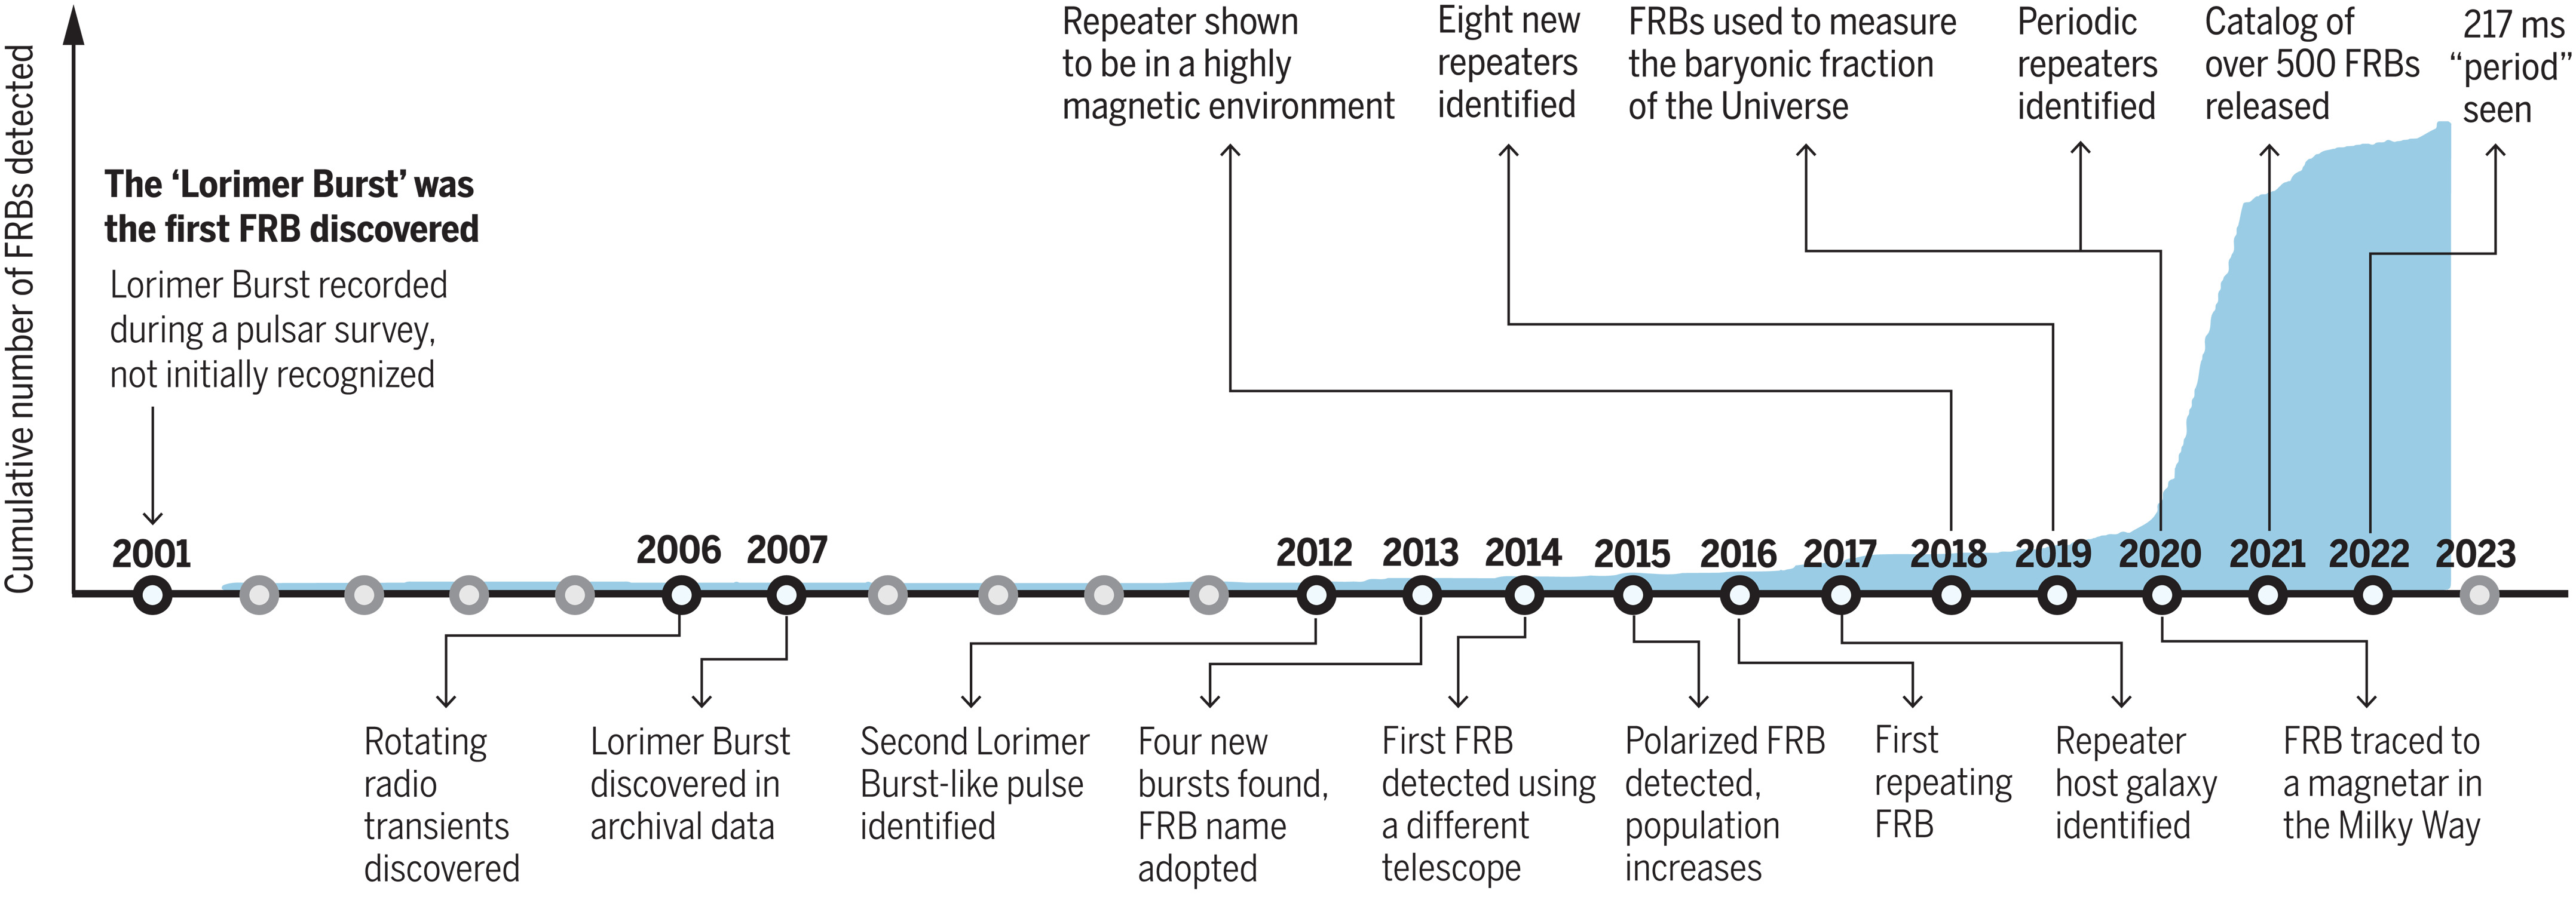 Cumulative number of FRBs detected
The ‘Lorimer Burst’ was
the first FRB discovered
Lorimer Burst recorded
during a pulsar survey,
not initially recognized
Repeater shown
to be in a highly
magnetic environment
Eight new
repeaters
identified
FRBs used to measure
the baryonic fraction
of the Universe
Periodic
repeaters
identified
Catalog of
over 500 FRBs
released
217 ms
“period”
seen
2001
2006
2007
2012
2013
2014
2015
2016
2017
2018
2019
2020
2021
2022
2023
Rotating
radio
transients
discovered
Lorimer Burst
discovered in
archival data
Second Lorimer
Burst-like pulse
identified
Four new
bursts found,
FRB name
adopted
First FRB
detected using
a different
telescope
Polarized FRB
detected,
population
increases
First
repeating
FRB
Repeater
host galaxy
identified
FRB traced to
a magnetar in
the Milky Way